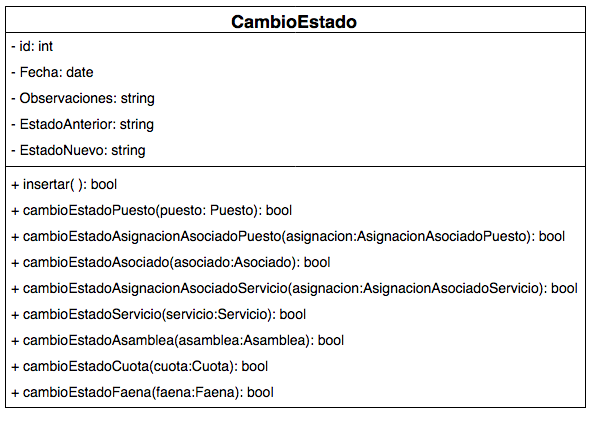 CambioEstado
- id: int
- Fecha: date
- Observaciones: string
- EstadoAnterior: string
- EstadoNuevo: string
+ insertar( ): bool
+ cambioEstadoPuesto(puesto: Puesto): bool
+ cambioEstadoAsignacionAsociadoPuesto(asignacion:AsignacionAsociadoPuesto): bool
+ cambioEstadoAsociado(asociado:Asociado): bool
+ cambioEstadoAsignacionAsociadoServicio(asignacion:AsignacionAsociadoServicio): bool
+ cambioEstadoServicio(servicio:Servicio): bool
+ cambioEstadoAsamblea(asamblea:Asamblea): bool
+ cambioEstadoCuota(cuota:Cuota): bool
+ cambioEstadoFaena(faena:Faena): bool